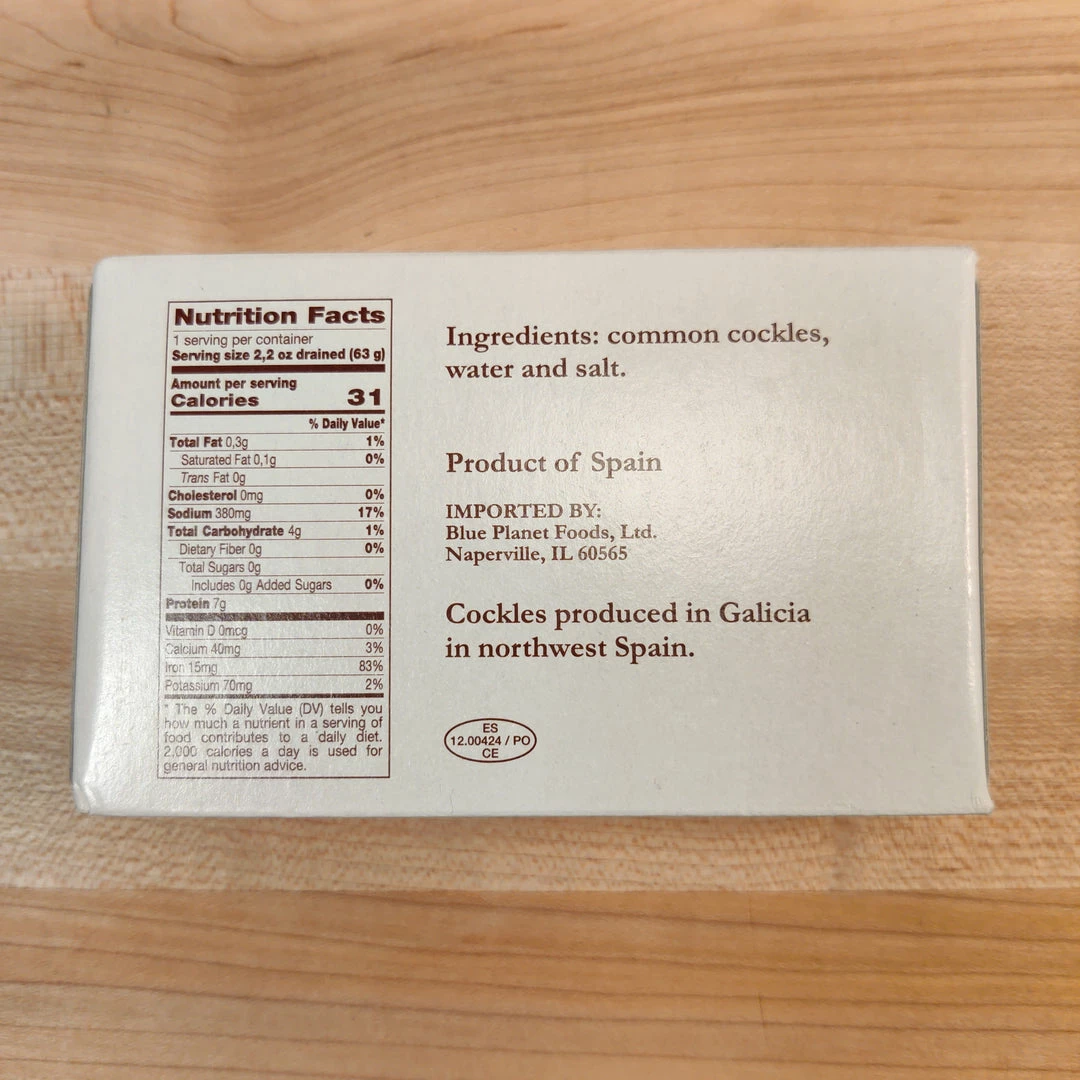 Nutrition Facts
1 serving per container
Serving size 2,2 oz drained (63 g)
Amount per serving
Calories 31
% Daily Value*
Total Fat 0,3g 1%
Saturated Fat 0,1g 0%
Trans Fat 0g
Cholesterol 0mg 0%
Sodium 380mg 17%
Total Carbohydrate 4g 1%
Dietary Fiber 0g 0%
Total Sugars 0g
Includes 0g Added Sugars 0%
Protein 7g
Vitamin D 0mcg 0%
Calcium 40mg 3%
Iron 15mg 83%
Potassium 70mg 2%
* The % Daily Value (DV) tells you
how much a nutrient in a serving of
food contributes to a daily diet.
2,000 calories a day is used for
general nutrition advice.
Ingredients: common cockles,
water and salt.
Product of Spain
IMPORTED BY:
Blue Planet Foods, Ltd.
Naperville, IL 60565
Cockles produced in Galicia
in northwest Spain.
ES
12.00424 / PO
CE